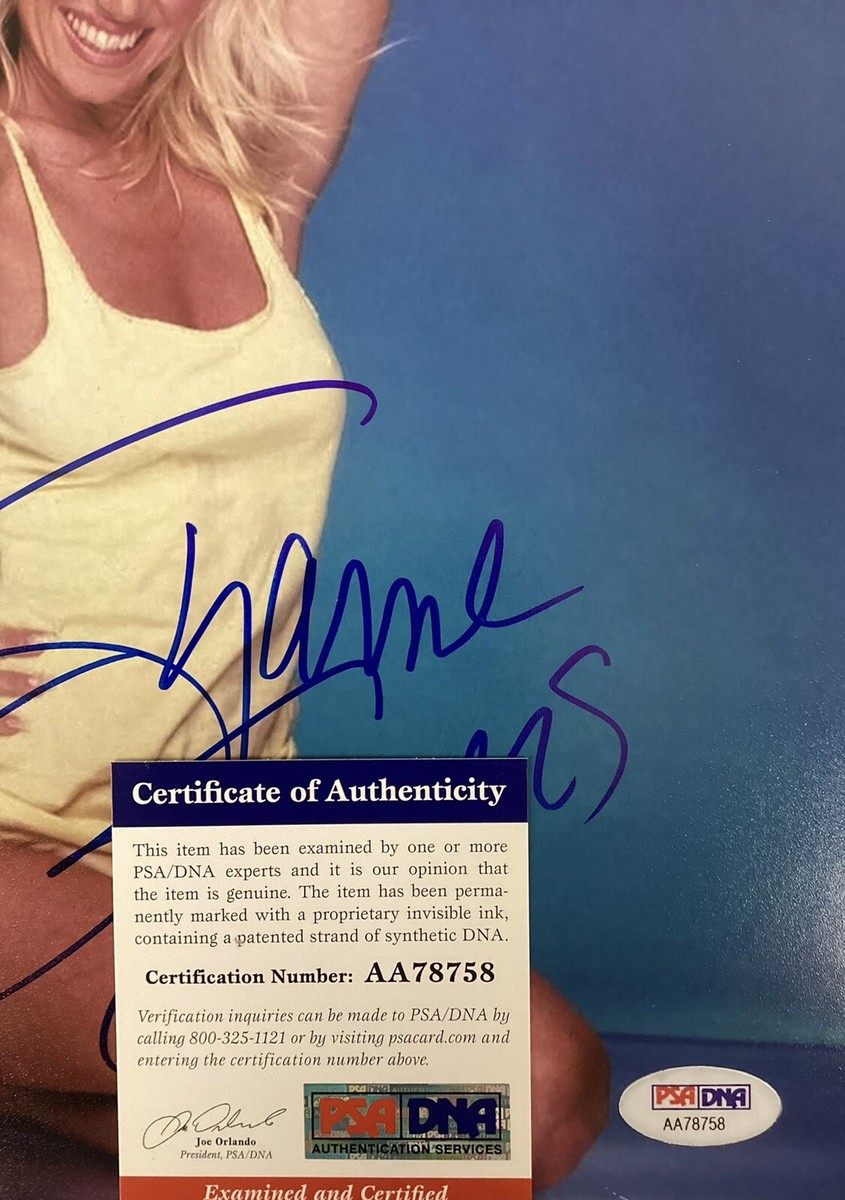 Shane
Certificate of Authenticity
This item has been examined by one or more
PSA/DNA experts and it is our opinion that
the item is genuine. The item has been perma-
nently marked with a proprietary invisible ink,
containing a patented strand of synthetic DNA.
Certification Number: AA78758
Verification inquiries can be made to PSA/DNA by
calling 800-325-1121 or by visiting psacard.com and
entering the certification number above.
Joe Orlando
President, PSA/DNA
PSA DNA
AUTHENTICATION SERVICES
Examined and Certified
PSA DNA
AA78758